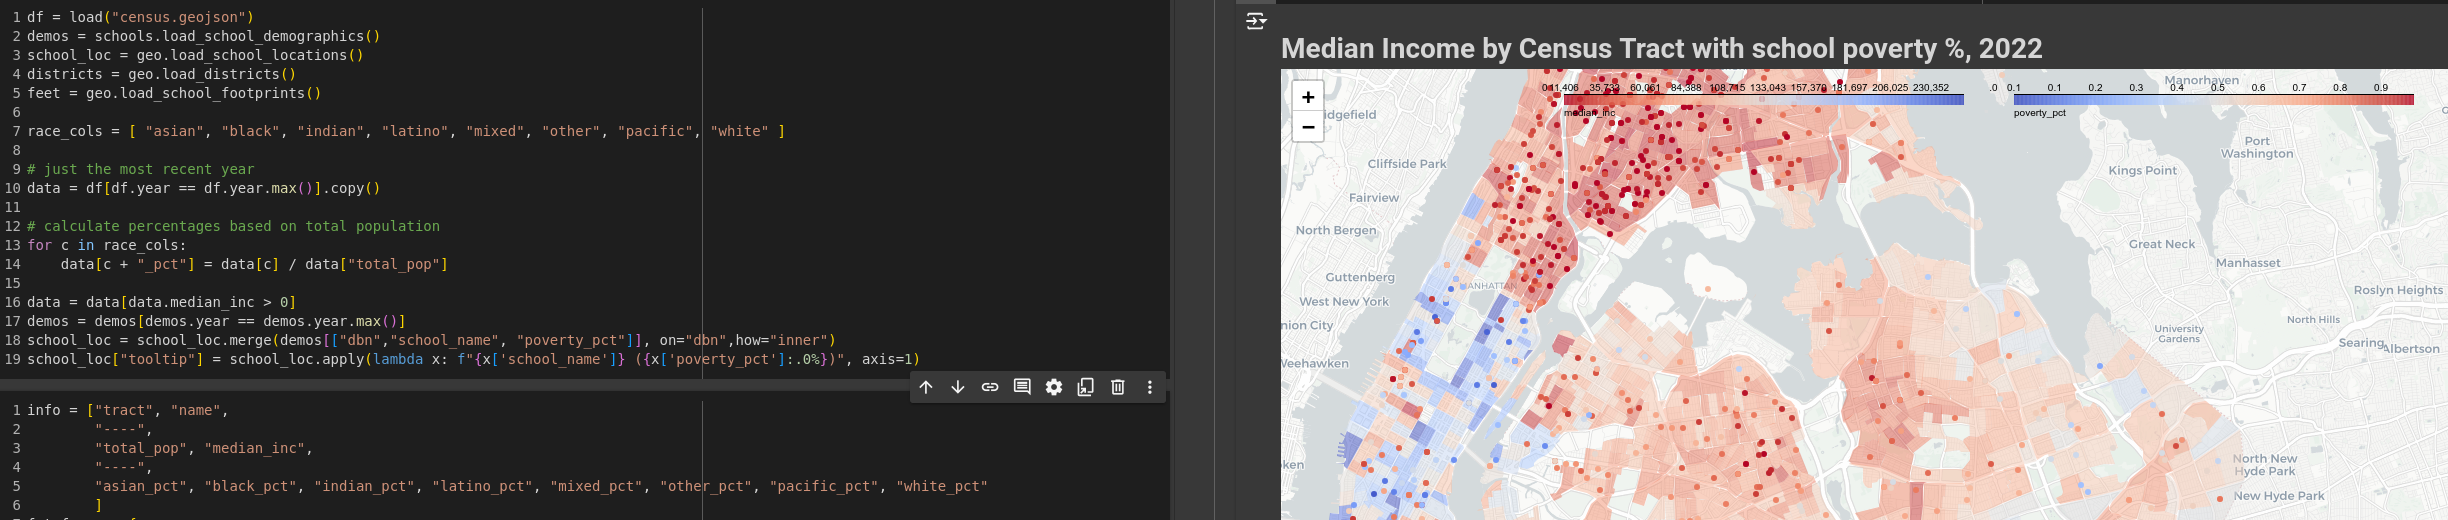 1 df = load("census.geojson")
2 demos = schools.load_school_demographics()
3 school_loc = geo.load_school_locations()
4 districts = geo.load_districts()
5 feet = geo.load_school_footprints()
6
7 race_cols = [ "asian", "black", "indian", "latino", "mixed", "other", "pacific", "white" ]
8
9 # just the most recent year
10 data = df[df.year == df.year.max()].copy()
11
12 # calculate percentages based on total population
13 for c in race_cols:
14     data[c + "_pct"] = data[c] / data["total_pop"]
15
16 data = data[data.median_inc > 0]
17 demos = demos[demos.year == demos.year.max()]
18 school_loc = school_loc.merge(demos[["dbn","school_name", "poverty_pct"]], on="dbn",how="inner")
19 school_loc["tooltip"] = school_loc.apply(lambda x: f"{x['school_name']} ({x['poverty_pct']:.0%})", axis=1)
1 info = ["tract", "name",
2         "----",
3         "total_pop", "median_inc",
4         "----",
5         "asian_pct", "black_pct", "indian_pct", "latino_pct", "mixed_pct", "other_pct", "pacific_pct", "white_pct"
6         ]
Median Income by Census Tract with school poverty %, 2022
+
−
11,406 35,733 60,061 84,388 108,715 133,043 157,370 181,697 206,025 230,352
median_inc
.0 0.1 0.1 0.2 0.3 0.4 0.5 0.6 0.7 0.8 0.9
poverty_pct
Manorhaven
idgefield
Port Washington
Cliffside Park
Kings Point
Fairview
North Bergen
Great Neck
Manhasset
Guttenberg
MANHATTAN
Roslyn Heights
West New York
North Hills
nion City
University Gardens
Searing
Albertson
Weehawken
North New Hyde Park
ken
New Hyde Park